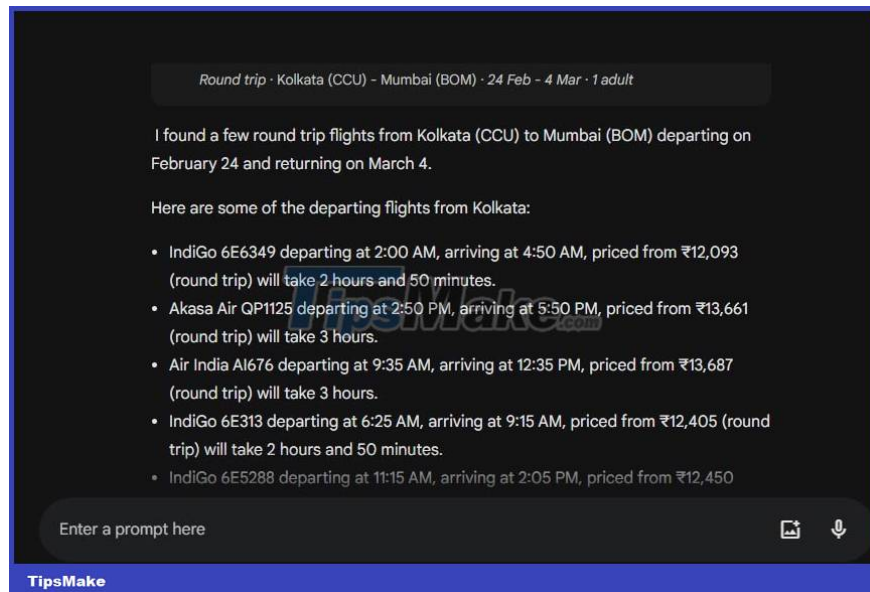 Round trip · Kolkata (CCU) - Mumbai (BOM) · 24 Feb - 4 Mar · 1 adult
I found a few round trip flights from Kolkata (CCU) to Mumbai (BOM) departing on
February 24 and returning on March 4.
Here are some of the departing flights from Kolkata:
• IndiGo 6E6349 departing at 2:00 AM, arriving at 4:50 AM, priced from ₹12,093
(round trip) will take 2 hours and 50 minutes.
• Akasa Air QP1125 departing at 2:50 PM, arriving at 5:50 PM, priced from ₹13,661
(round trip) will take 3 hours.
• Air India AI676 departing at 9:35 AM, arriving at 12:35 PM, priced from ₹13,687
(round trip) will take 3 hours.
• IndiGo 6E313 departing at 6:25 AM, arriving at 9:15 AM, priced from ₹12,405 (round
trip) will take 2 hours and 50 minutes.
• IndiGo 6E5288 departing at 11:15 AM, arriving at 2:05 PM, priced from ₹12,450
TipsMake.com
Enter a prompt here
TipsMake